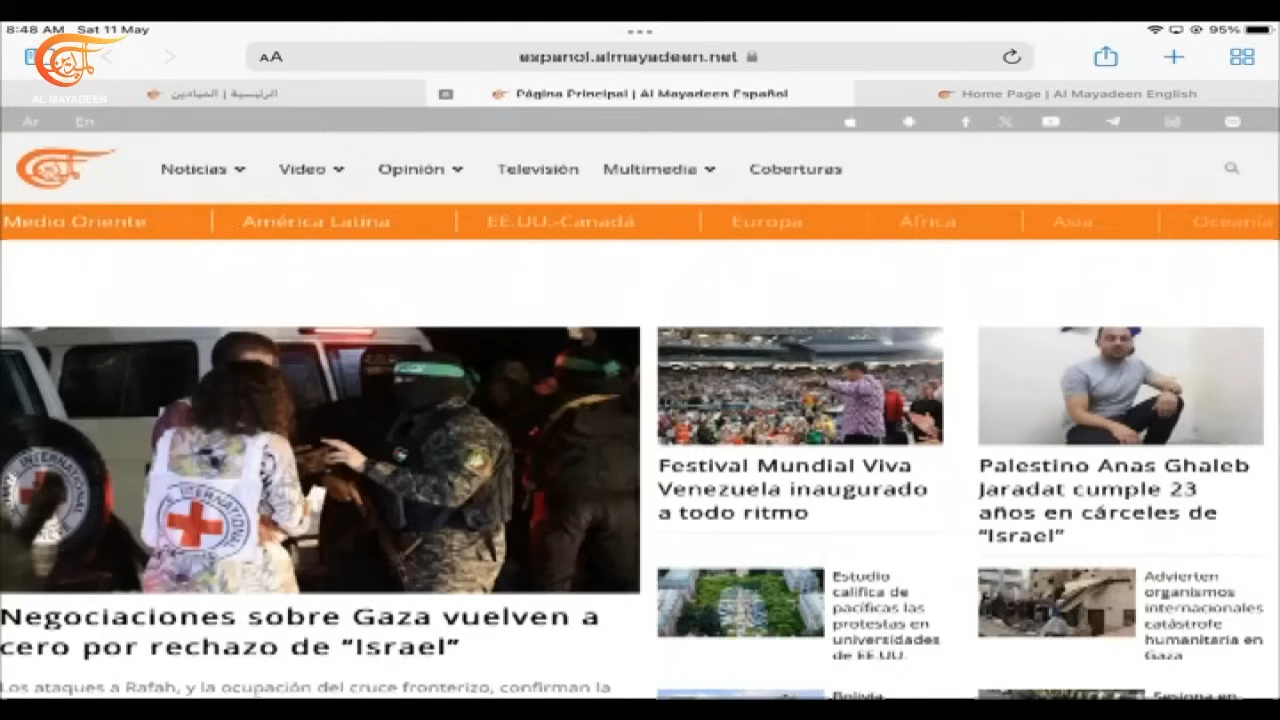 8:48 AM Sat 11 May
95%
AL MAYADEEN
AA
espanol.almayadeen.net
الرئيسية | الميادين
Página Principal | Al Mayadeen Español
Home Page | Al Mayadeen English
Ar En
Noticias Video Opinión Televisión Multimedia Coberturas
Medio Oriente América Latina EE.UU.-Canadá Europa África Asia Oceanía
INTERNATIONAL
Festival Mundial Viva
Venezuela inaugurado
a todo ritmo
Palestino Anas Ghaleb
Jaradat cumple 23
años en cárceles de
“Israel”
Negociaciones sobre Gaza vuelven a
cero por rechazo de “Israel”
Los ataques a Rafah, y la ocupación del cruce fronterizo, confirman la
Estudio
califica de
pacíficas las
protestas en
universidades
de EE.UU.
Advierten
organismos
internacionales
catástrofe
humanitaria en
Gaza
Bolivia